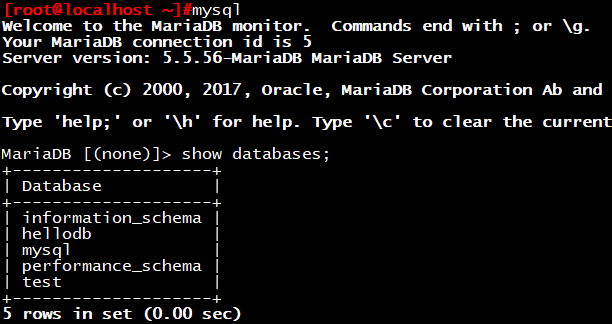 [root@localhost ~]#mysql
Welcome to the MariaDB monitor.  Commands end with ; or \g.
Your MariaDB connection id is 5
Server version: 5.5.56-MariaDB MariaDB Server

Copyright (c) 2000, 2017, Oracle, MariaDB Corporation Ab and

Type 'help;' or '\h' for help. Type '\c' to clear the current

MariaDB [(none)]> show databases;
+--------------------+
| Database           |
+--------------------+
| information_schema |
| hellodb            |
| mysql              |
| performance_schema |
| test               |
+--------------------+
5 rows in set (0.00 sec)